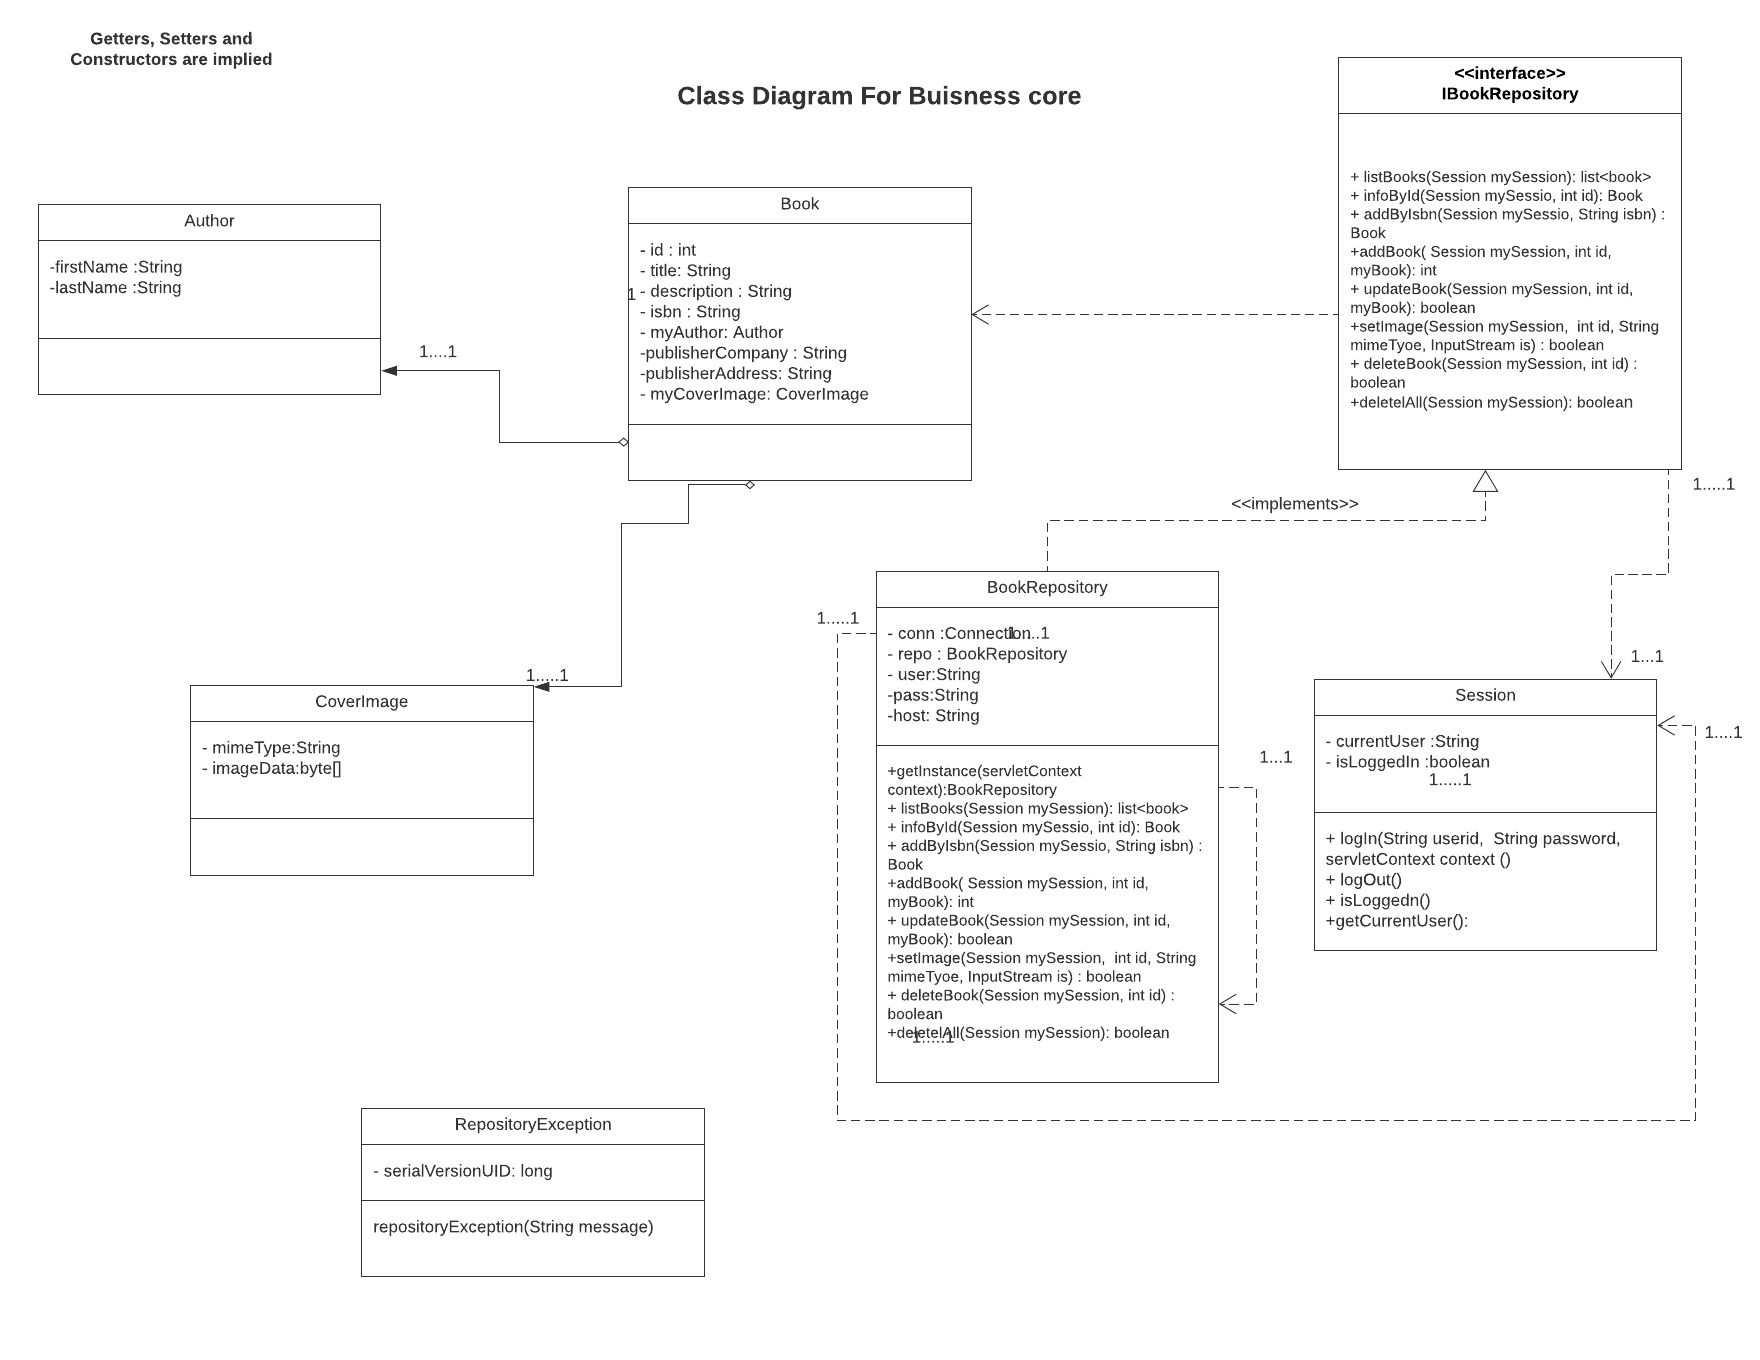 Getters, Setters and
Constructors are implied
Class Diagram For Buisness core
<<interface>>
IBookRepository
+ listBooks(Session mySession): list<book>
+ infoById(Session mySessio, int id): Book
+ addByIsbn(Session mySessio, String isbn) :
Book
+addBook( Session mySession, int id,
myBook): int
+ updateBook(Session mySession, int id,
myBook): boolean
+setImage(Session mySession,  int id, String
mimeTyoe, InputStream is) : boolean
+ deleteBook(Session mySession, int id) :
boolean
+deletelAll(Session mySession): boolean
Author
-firstName :String
-lastName :String
1....1
Book
- id : int
- title: String
- description : String
1
- isbn : String
- myAuthor: Author
-publisherCompany : String
-publisherAddress: String
- myCoverImage: CoverImage
<<implements>>
1.....1
1...1
CoverImage
- mimeType:String
- imageData:byte[]
1.....1
BookRepository
1.....1
- conn :Connection
1....1
- repo : BookRepository
- user:String
-pass:String
-host: String
+getInstance(servletContext
context):BookRepository
+ listBooks(Session mySession): list<book>
+ infoById(Session mySessio, int id): Book
+ addByIsbn(Session mySessio, String isbn) :
Book
+addBook( Session mySession, int id,
myBook): int
+ updateBook(Session mySession, int id,
myBook): boolean
+setImage(Session mySession,  int id, String
mimeTyoe, InputStream is) : boolean
+ deleteBook(Session mySession, int id) :
boolean
+deletelAll(Session mySession): boolean
1.....1
1...1
Session
- currentUser :String
- isLoggedIn :boolean
1.....1
+ logIn(String userid,  String password,
servletContext context ()
+ logOut()
+ isLoggedn()
+getCurrentUser():
1....1
RepositoryException
- serialVersionUID: long
repositoryException(String message)